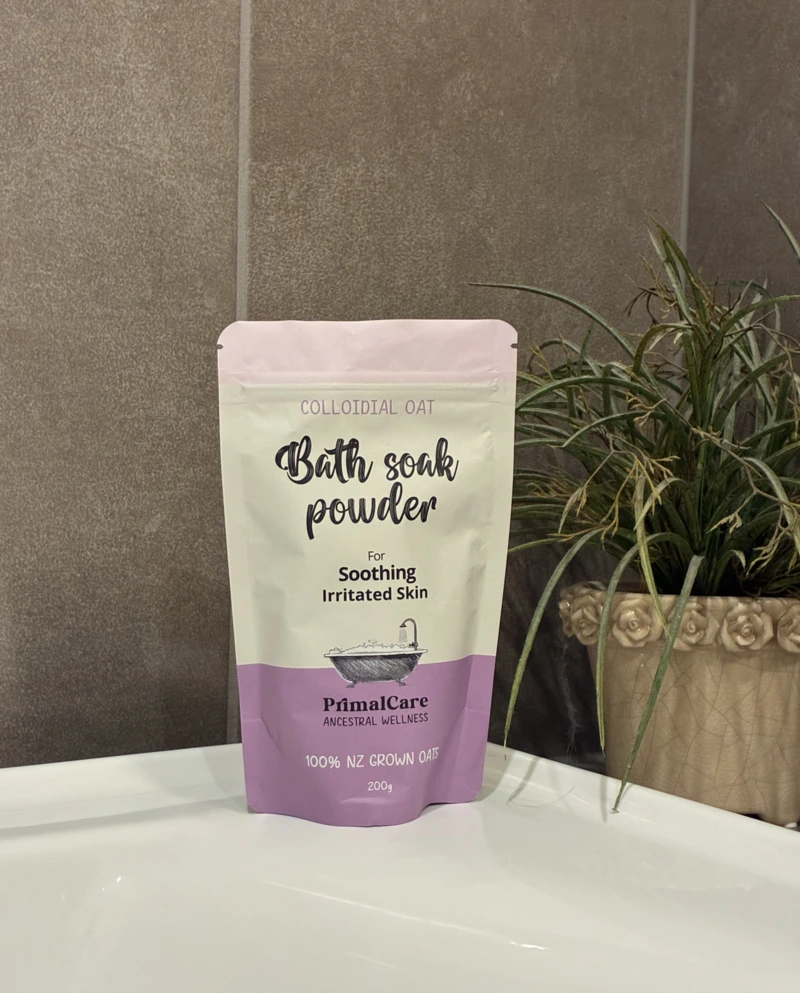 COLLOIDIAL OAT
Bath soak
powder
For
Soothing
Irritated Skin
PrimalCare
ANCESTRAL WELLNESS
100% NZ GROWN OATS
200g